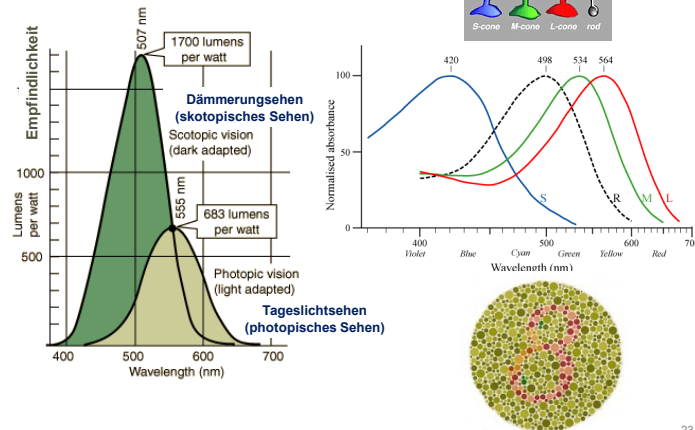 Empfindlichkeit
Lumens
per watt
1000
500
507 nm
1700 lumens
per watt
Dämmerungsehen
(skotopisches Sehen)
Scotopic vision
(dark adapted)
555 nm
683 lumens
per watt
Photopic vision
(light adapted)
Tageslichtsehen
(photopisches Sehen)
400 500 600 700
Wavelength (nm)
S-cone M-cone L-cone rod
420 498 534 564
Normalised absorbance
100
50
0
S R M L
400 500 600 70
Violet Blue Cyan Green Yellow Red
Wavelength (nm)
23